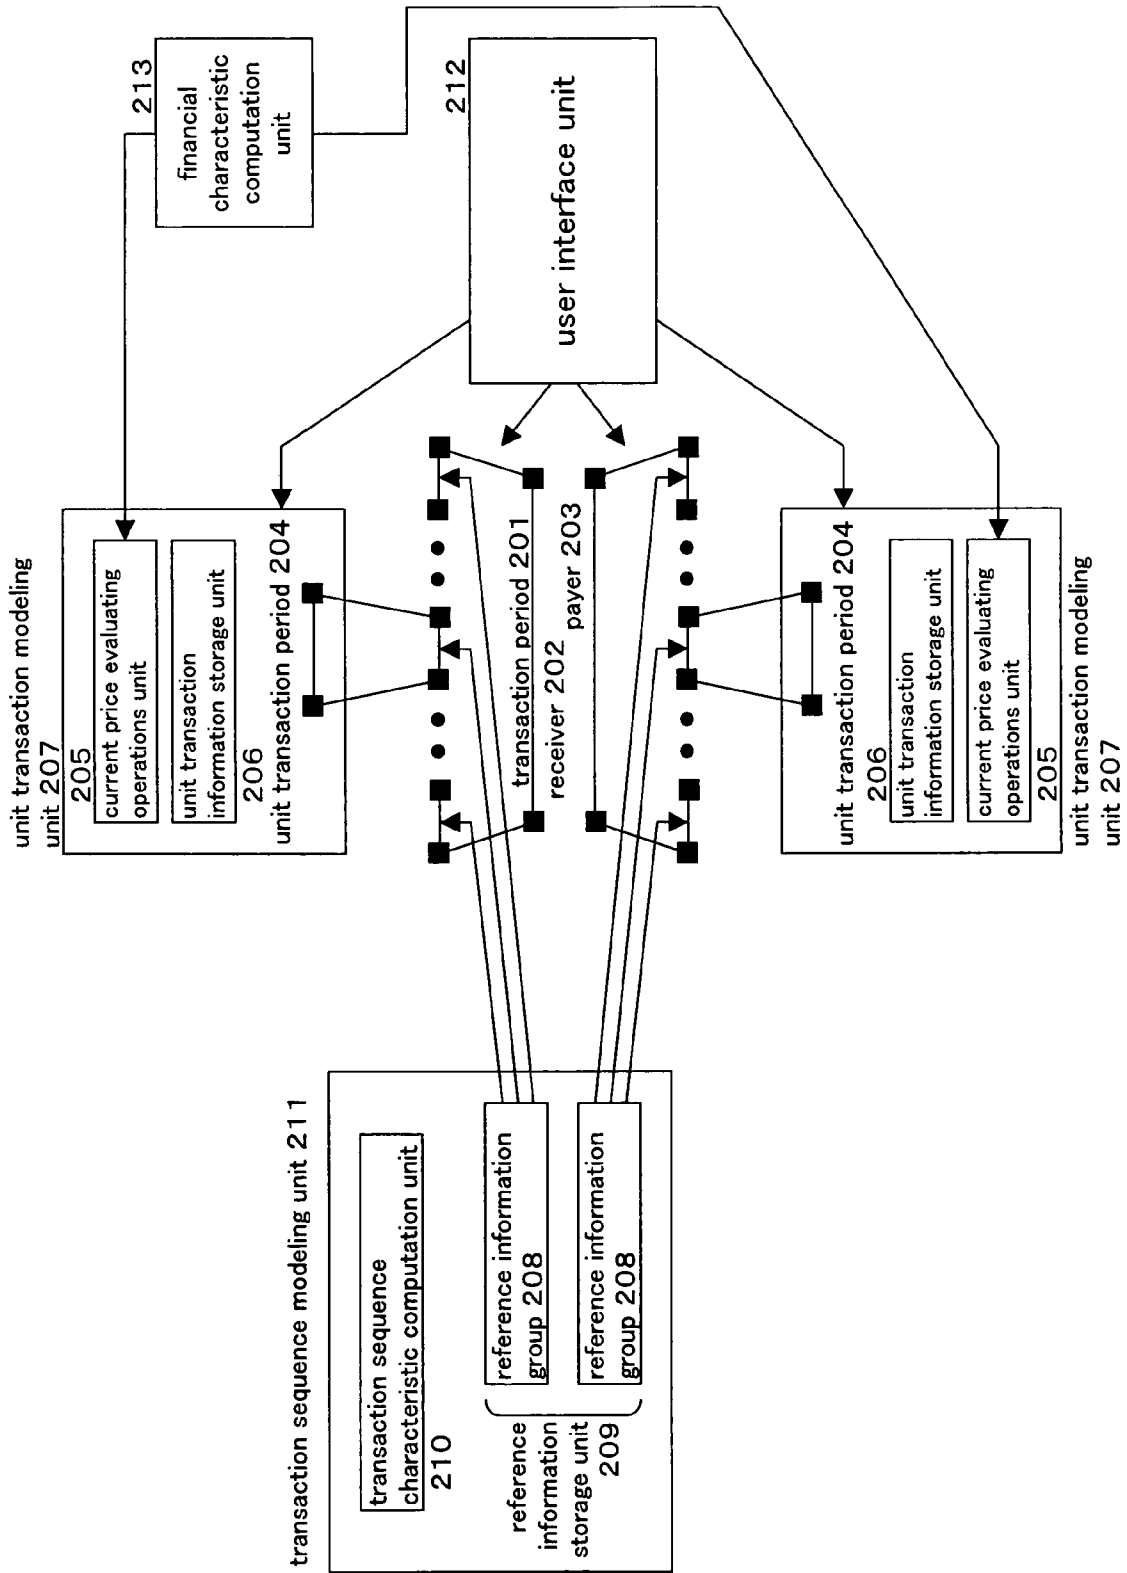 transaction sequence modeling unit 211
transaction sequence
characteristic computation unit
210
reference information
group 208
reference information
group 208
reference
information
storage unit
209
unit transaction modeling
unit 207
205
current price evaluating
operations unit
unit transaction
information storage unit
206
unit transaction period 204
transaction period 201
receiver 202
payer 203
unit transaction period 204
206
unit transaction
information storage unit
current price evaluating
operations unit
205
unit transaction modeling
unit 207
213
financial
characteristic
computation
unit
212
user interface unit